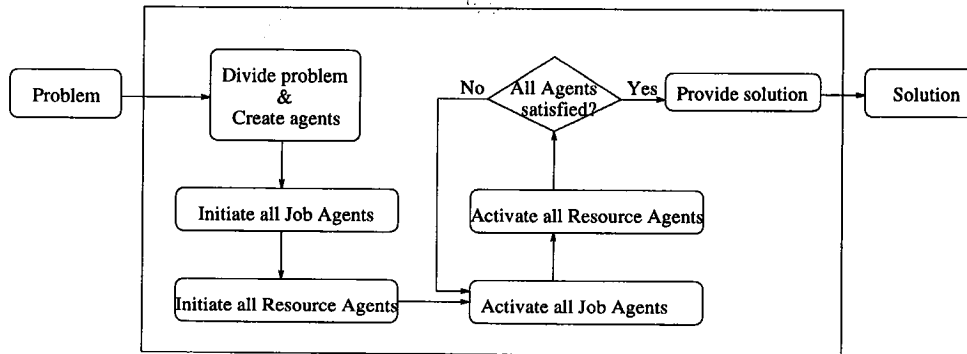 Problem
Divide problem
&
Create agents
Initiate all Job Agents
Initiate all Resource Agents
Activate all Job Agents
Activate all Resource Agents
All Agents
satisfied?
No
Yes
Provide solution
Solution